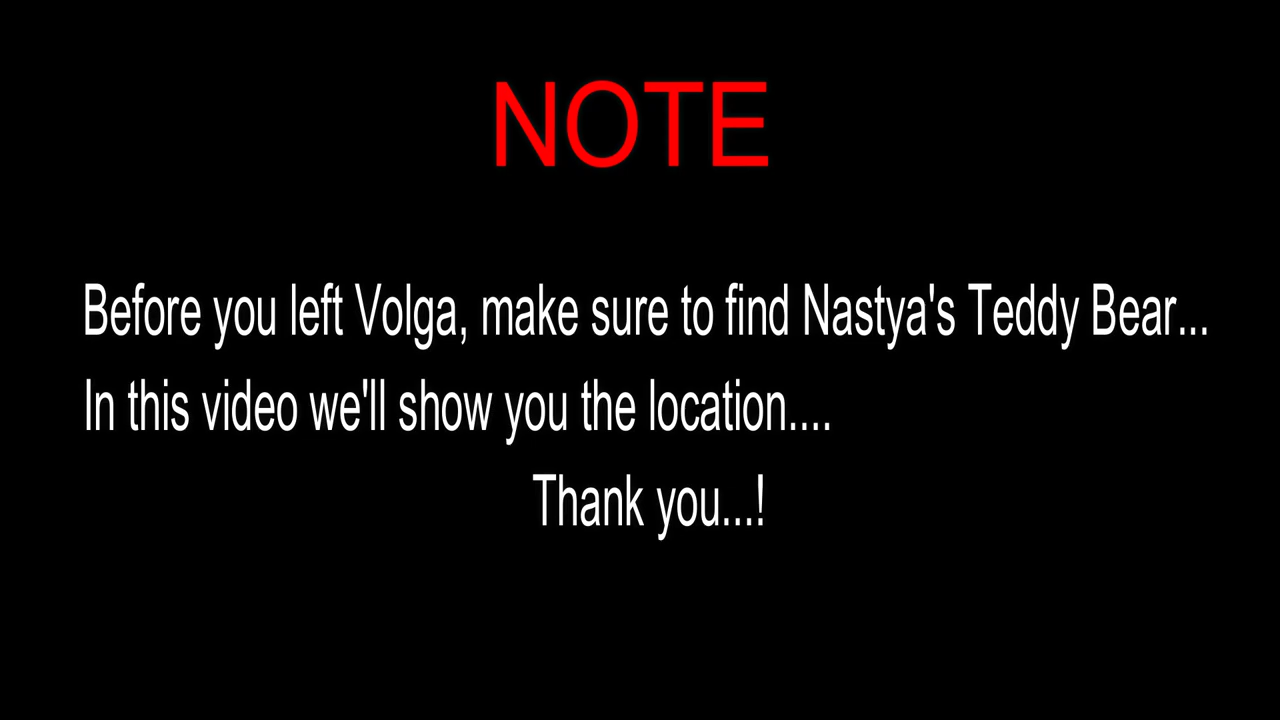 NOTE
Before you left Volga, make sure to find Nastya's Teddy Bear...
In this video we'll show you the location....
Thank you...!